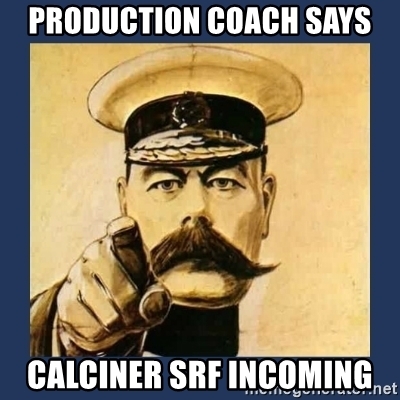 PRODUCTION COACH SAYS
CALCINER SRF INCOMING
memegenerator.net